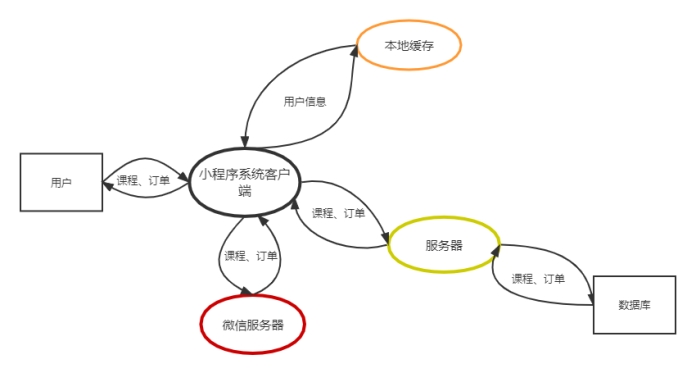 本地缓存
用户信息
用户
课程、订单
小程序系统客户
端
课程、订单
服务器
课程、订单
课程、订单
数据库
微信服务器